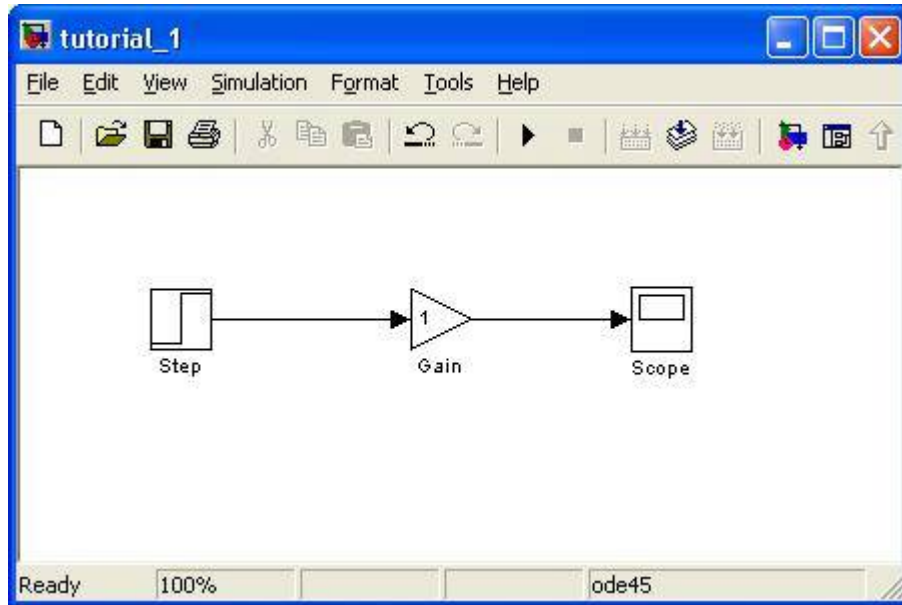 tutorial_1
File Edit View Simulation Format Tools Help
1
Step
Gain
Scope
Ready 100% ode45